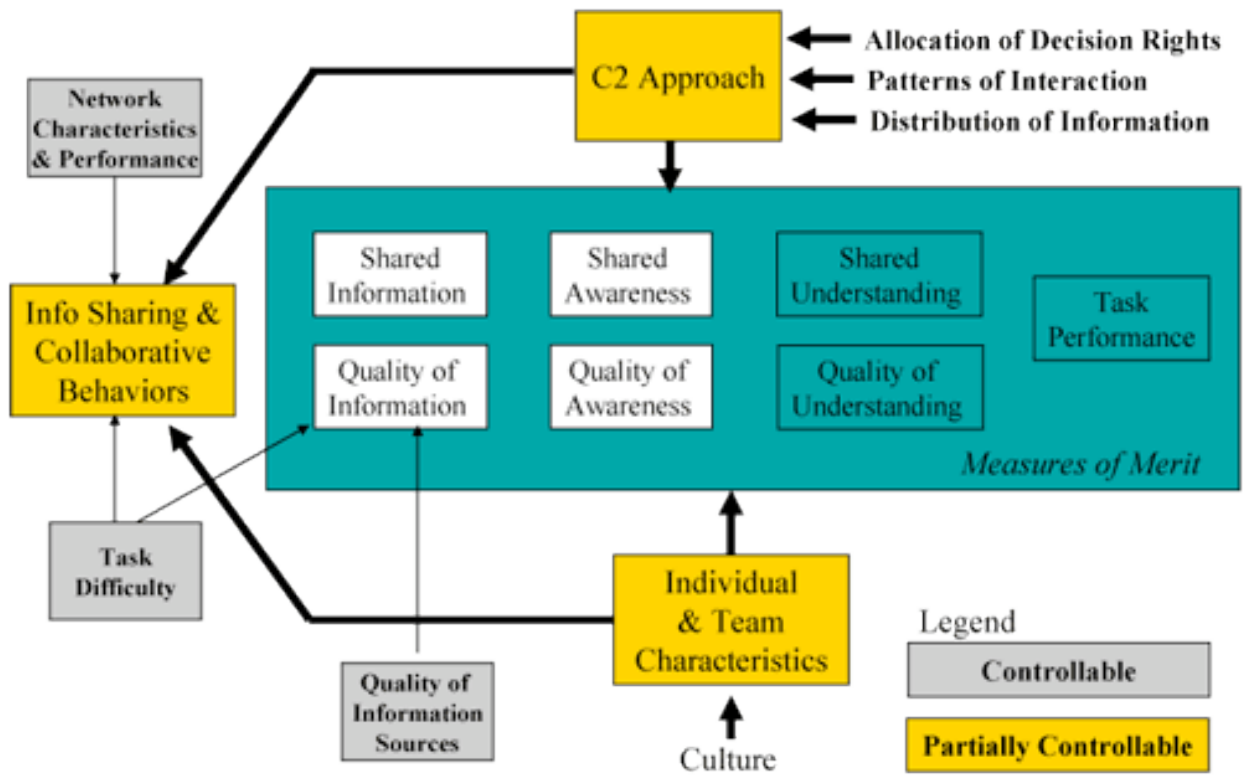 C2 Approach
Allocation of Decision Rights
Patterns of Interaction
Distribution of Information
Network
Characteristics
& Performance
Shared
Information
Shared
Awareness
Shared
Understanding
Task
Performance
Info Sharing &
Collaborative
Behaviors
Quality of
Information
Quality of
Awareness
Quality of
Understanding
Measures of Merit
Task
Difficulty
Individual
& Team
Characteristics
Quality of
Information
Sources
Culture
Legend
Controllable
Partially Controllable